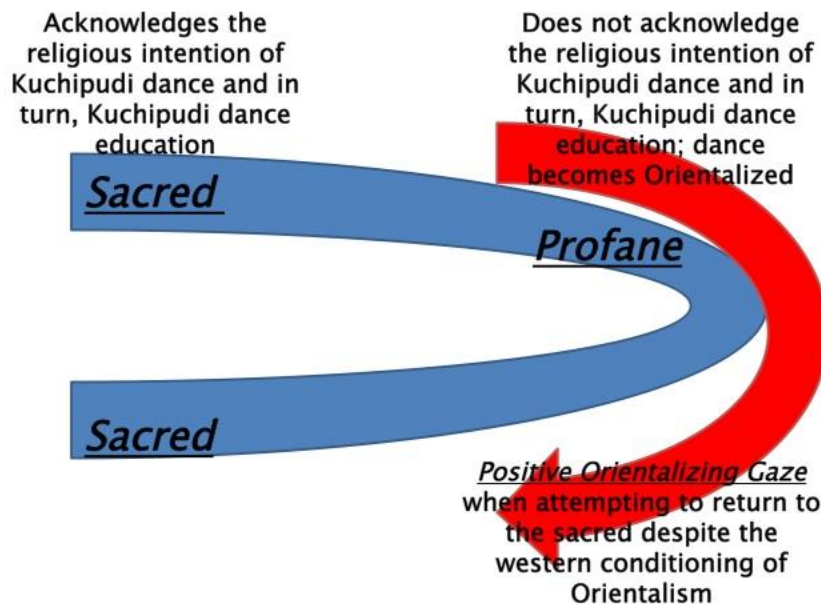 Acknowledges the
religious intention of
Kuchipudi dance and in
turn, Kuchipudi dance
education
Does not acknowledge
the religious intention of
Kuchipudi dance and in
turn, Kuchipudi dance
education; dance
becomes Orientalized
Sacred
Profane
Sacred
Positive Orientalizing Gaze
when attempting to return to
the sacred despite the
western conditioning of
Orientalism